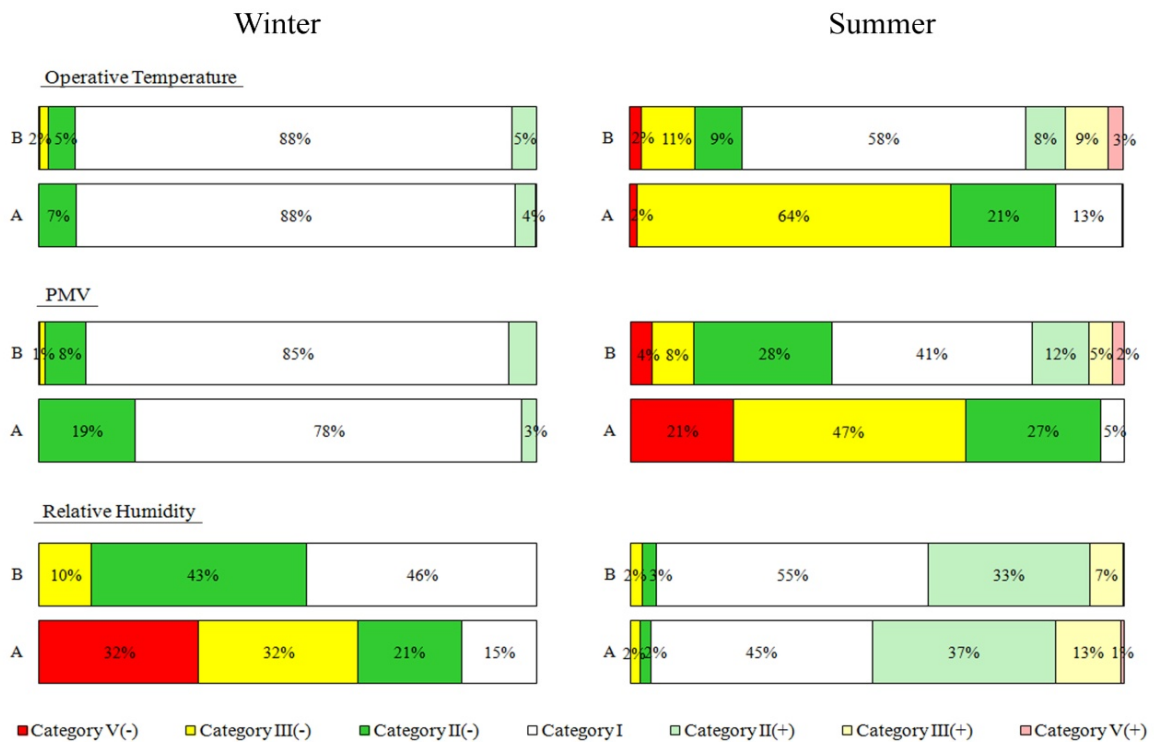 Winter Summer
Operative Temperature
B 2% 5% 88% 5% B 2% 11% 9% 58% 8% 9% 3%
A 7% 88% 4% A 2% 64% 21% 13%
PMV
B 1% 8% 85% B 4% 8% 28% 41% 12% 5% 2%
A 19% 78% 3% A 21% 47% 27% 5%
Relative Humidity
B 10% 43% 46% B 2% 3% 55% 33% 7%
A 32% 32% 21% 15% A 2% 2% 45% 37% 13% 1%
Category V(-) Category III(-) Category II(-) Category I Category II(+) Category III(+) Category V(+)